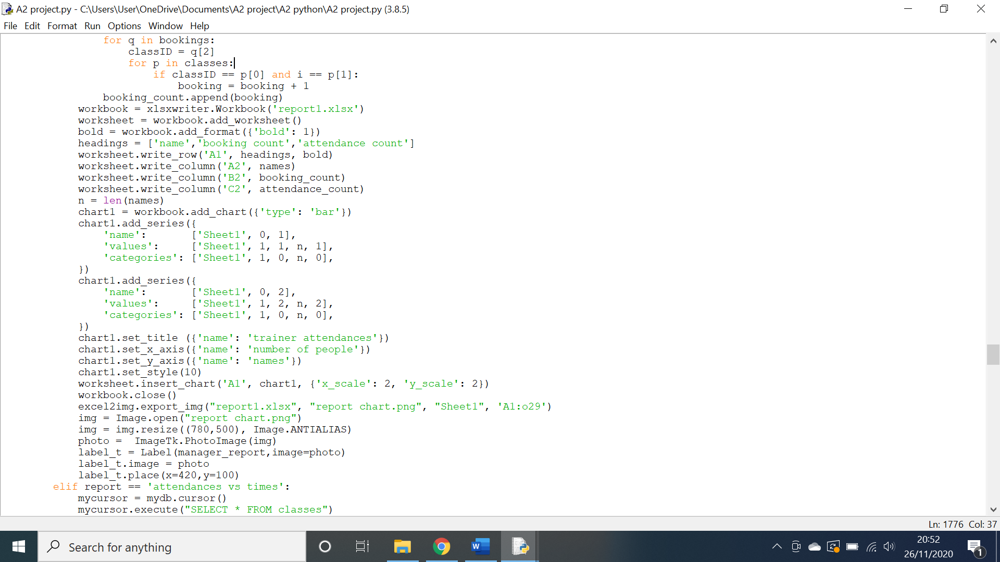 A2 project.py - C:\Users\User\OneDrive\Documents\A2 project\A2 python\A2 project.py (3.8.5)
File Edit Format Run Options Window Help
        for q in bookings:
            classID = q[2]
            for p in classes:
                if classID == p[0] and i == p[1]:
                    booking = booking + 1
        booking_count.append(booking)
    workbook = xlsxwriter.Workbook('report1.xlsx')
    worksheet = workbook.add_worksheet()
    bold = workbook.add_format({'bold': 1})
    headings = ['name','booking count','attendance count']
    worksheet.write_row('A1', headings, bold)
    worksheet.write_column('A2', names)
    worksheet.write_column('B2', booking_count)
    worksheet.write_column('C2', attendance_count)
    n = len(names)
    chart1 = workbook.add_chart({'type': 'bar'})
    chart1.add_series({
        'name':       ['Sheet1', 0, 1],
        'values':     ['Sheet1', 1, 1, n, 1],
        'categories': ['Sheet1', 1, 0, n, 0],
    })
    chart1.add_series({
        'name':       ['Sheet1', 0, 2],
        'values':     ['Sheet1', 1, 2, n, 2],
        'categories': ['Sheet1', 1, 0, n, 0],
    })
    chart1.set_title ({'name': 'trainer attendances'})
    chart1.set_x_axis({'name': 'number of people'})
    chart1.set_y_axis({'name': 'names'})
    chart1.set_style(10)
    worksheet.insert_chart('A1', chart1, {'x_scale': 2, 'y_scale': 2})
    workbook.close()
    excel2img.export_img("report1.xlsx", "report chart.png", "Sheet1", 'A1:o29')
    img = Image.open("report chart.png")
    img = img.resize((780,500), Image.ANTIALIAS)
    photo =  ImageTk.PhotoImage(img)
    label_t = Label(manager_report,image=photo)
    label_t.image = photo
    label_t.place(x=420,y=100)
elif report == 'attendances vs times':
    mycursor = mydb.cursor()
    mycursor.execute("SELECT * FROM classes")
Ln: 1776 Col: 37
Search for anything
W
20:52
26/11/2020
1